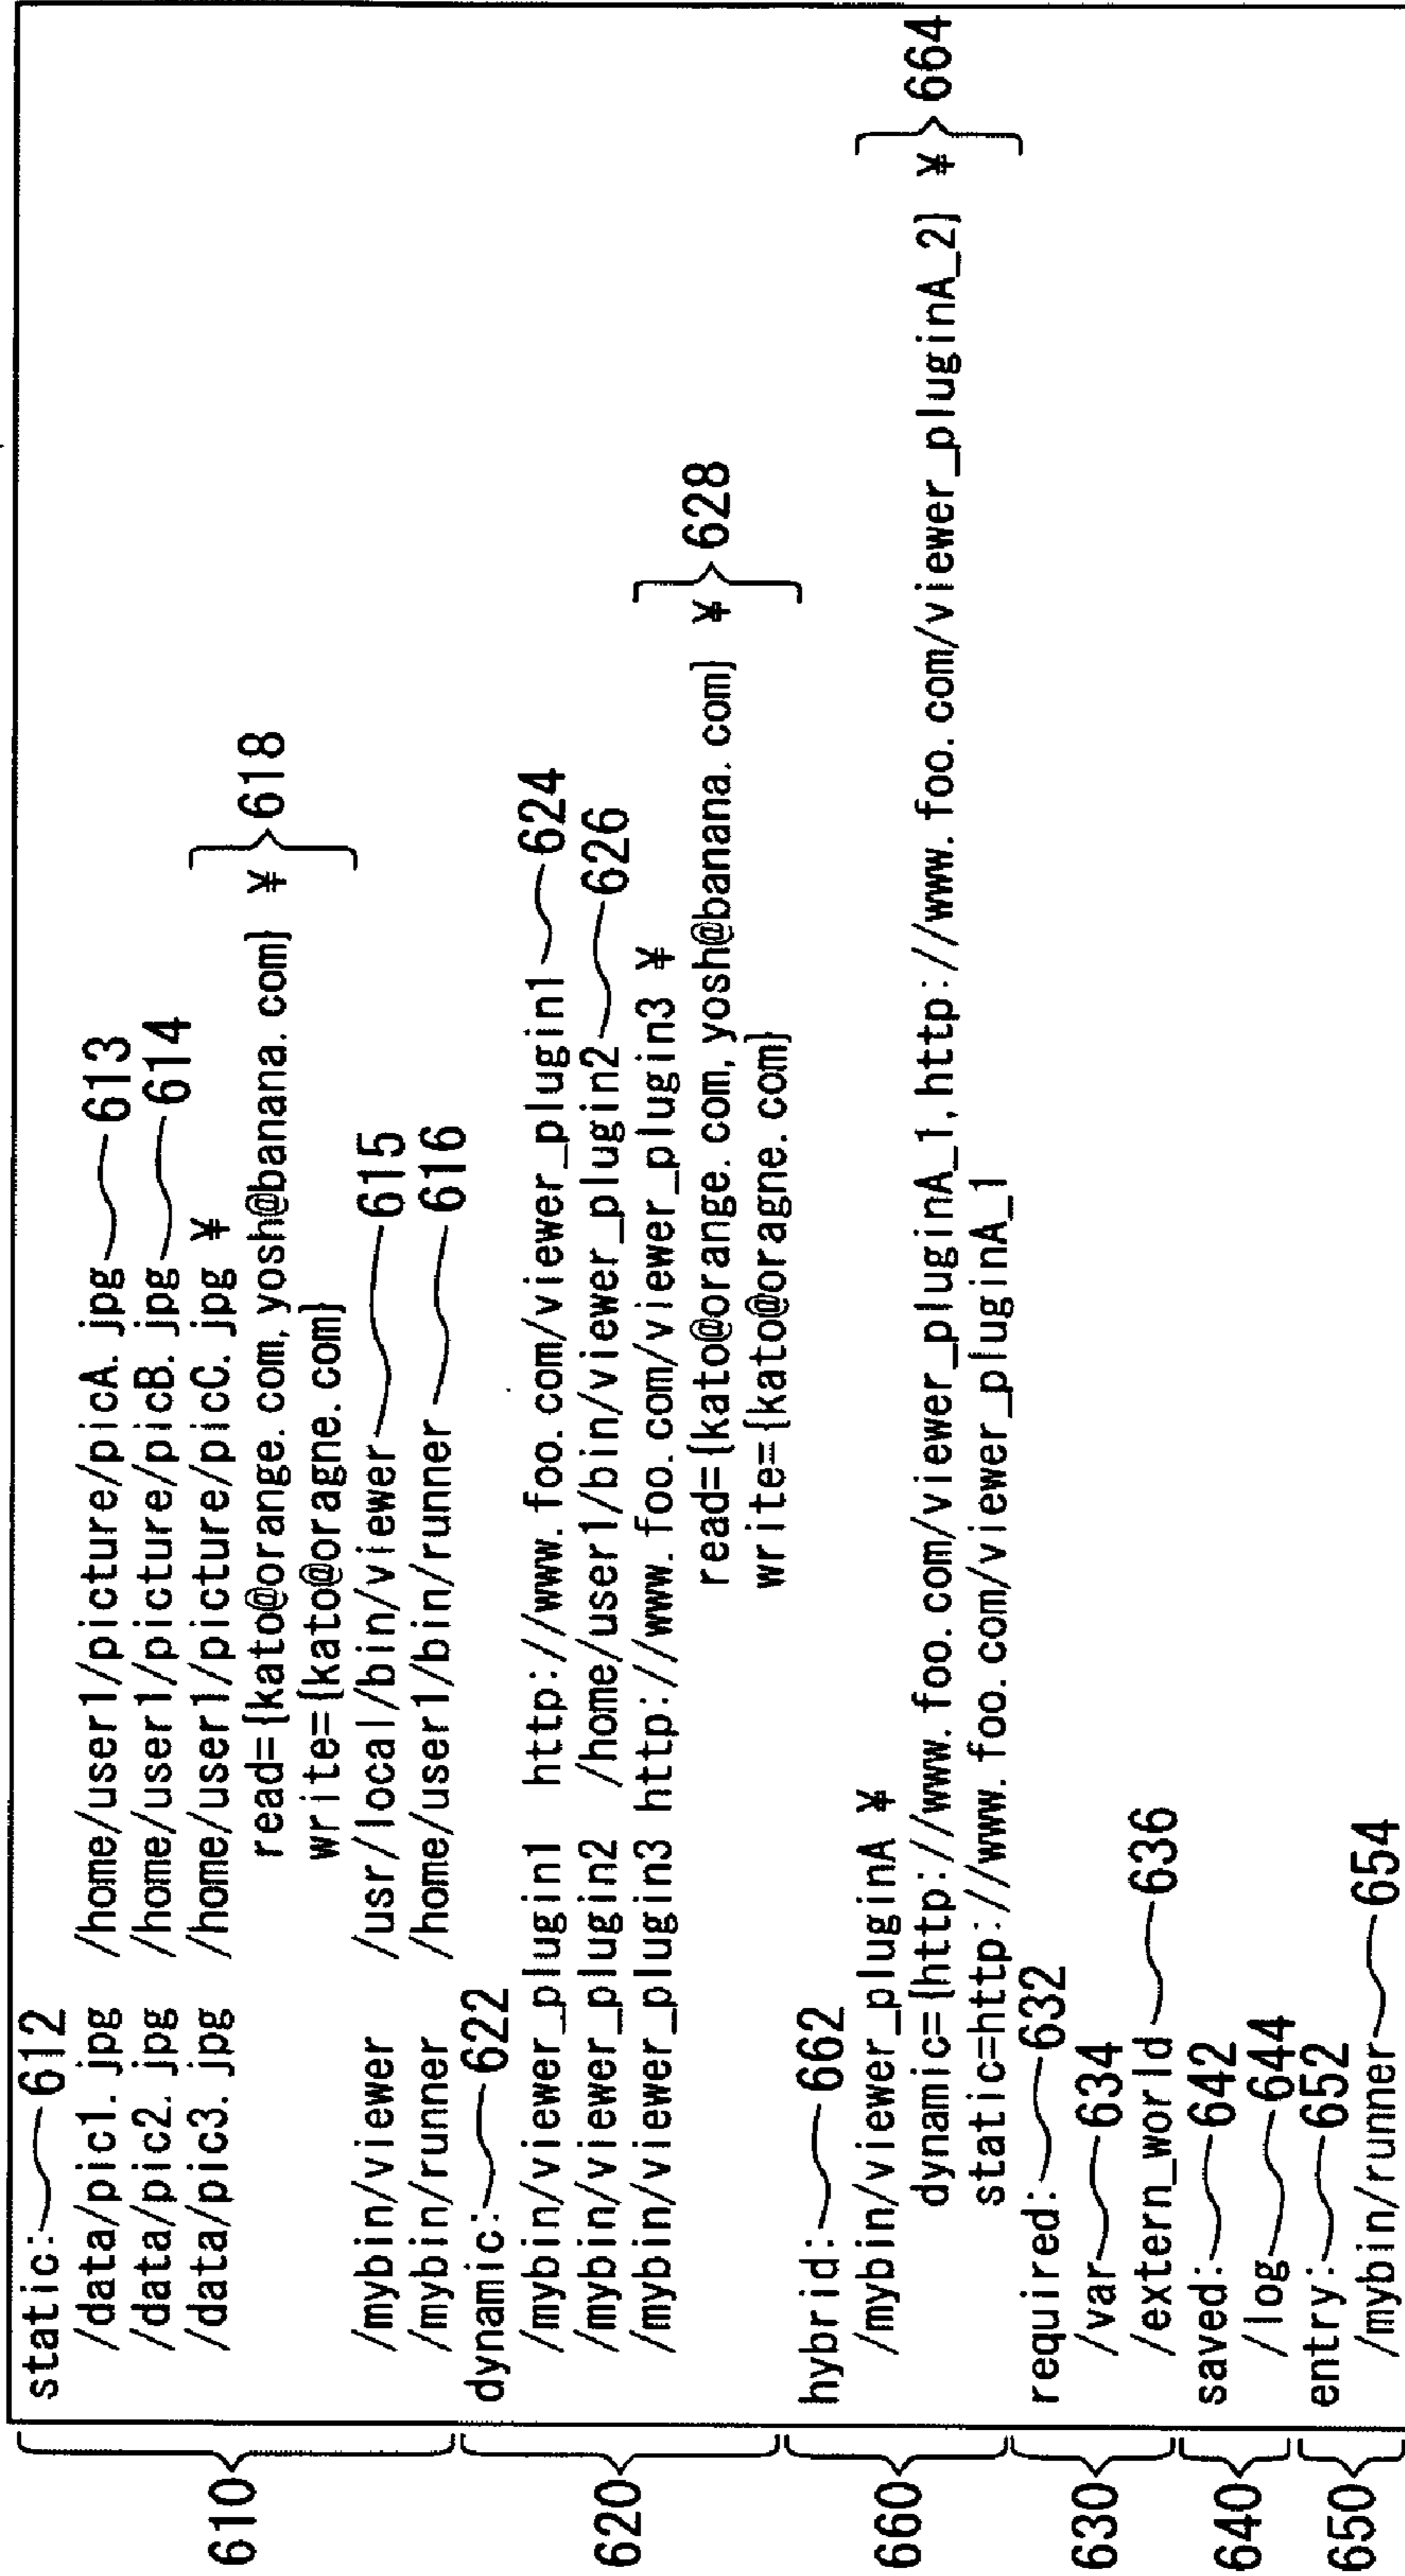 610
static: 612
/data/pic1.jpg /home/user1/picture/picA.jpg 613
/data/pic2.jpg /home/user1/picture/picB.jpg 614
/data/pic3.jpg /home/user1/picture/picC.jpg ¥
read={kato@orange.com,yosh@banana.com} ¥ 618
write={kato@oragne.com}
/mybin/viewer /usr/local/bin/viewer 615
/mybin/runner /home/user1/bin/runner 616
620
dynamic: 622
/mybin/viewer_plugin1 http://www.foo.com/viewer_plugin1 624
/mybin/viewer_plugin2 /home/user1/bin/viewer_plugin2 626
/mybin/viewer_plugin3 http://www.foo.com/viewer_plugin3 ¥
read={kato@orange.com,yosh@banana.com} ¥ 628
write={kato@oragne.com}
660
hybrid: 662
/mybin/viewer_pluginA ¥
dynamic={http://www.foo.com/viewer_pluginA_1,http://www.foo.com/viewer_pluginA_2} ¥ 664
static=http://www.foo.com/viewer_pluginA_1
630
required: 632
/var 634
/extern_world 636
640
saved: 642
/log 644
650
entry: 652
/mybin/runner 654